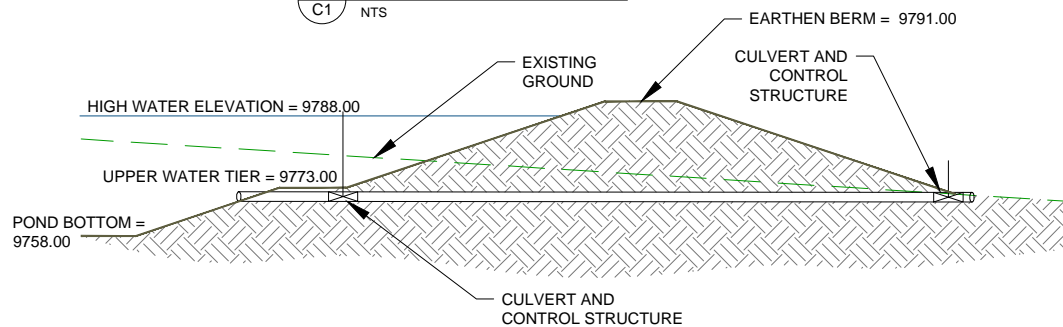 C1
NTS
EARTHEN BERM = 9791.00
EXISTING
GROUND
CULVERT AND
CONTROL
STRUCTURE
HIGH WATER ELEVATION = 9788.00
UPPER WATER TIER = 9773.00
POND BOTTOM =
9758.00
CULVERT AND
CONTROL STRUCTURE